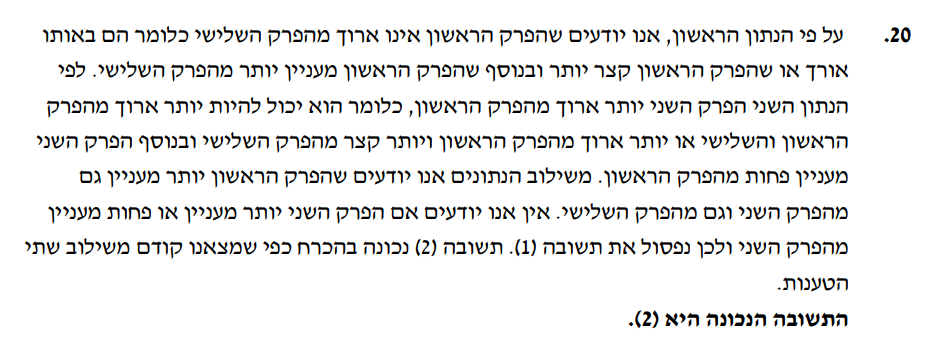 20. על פי הנתון הראשון, אנו יודעים שהפרק הראשון אינו ארוך מהפרק השלישי כלומר הם באותו
אורך או שהפרק הראשון קצר יותר ובנוסף שהפרק הראשון מעניין יותר מהפרק השלישי. לפי
הנתון השני הפרק השני יותר ארוך מהפרק הראשון, כלומר הוא יכול להיות יותר ארוך מהפרק
הראשון והשלישי או יותר ארוך מהפרק הראשון ויותר קצר מהפרק השלישי ובנוסף הפרק השני
מעניין פחות מהפרק הראשון. משילוב הנתונים אנו יודעים שהפרק הראשון יותר מעניין גם
מהפרק השני וגם מהפרק השלישי. אין אנו יודעים אם הפרק השני יותר מעניין או פחות מעניין
מהפרק השני ולכן נפסול את תשובה (1). תשובה (2) נכונה בהכרח כפי שמצאנו קודם משילוב שתי
הטענות.
התשובה הנכונה היא (2).